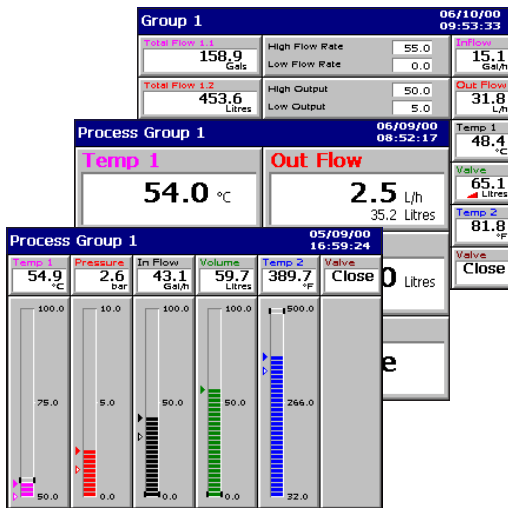 Group 1
06/10/00
09:53:33
Total Flow 1.1
158.9
Gals
High Flow Rate 55.0
Low Flow Rate 0.0
Inflow
15.1
Gal/h
Total Flow 1.2
453.6
Litres
High Output 50.0
Low Output 5.0
Out Flow
31.8
L/h
Temp 1
48.4
°C
Valve
65.1
Litres
Temp 2
81.8
°F
Valve
Close
Process Group 1
06/09/00
08:52:17
Temp 1
54.0 °C
Out Flow
2.5 L/h
35.2 Litres
0 Litres
e
Process Group 1
05/09/00
16:59:24
Temp 1
54.9
°C
Pressure
2.6
bar
In Flow
43.1
Gal/h
Volume
59.7
Litres
Temp 2
389.7
°F
Valve
Close
100.0 10.0 100.0 100.0 500.0
75.0 5.0 50.0 50.0 266.0
50.0 0.0 0.0 0.0 32.0